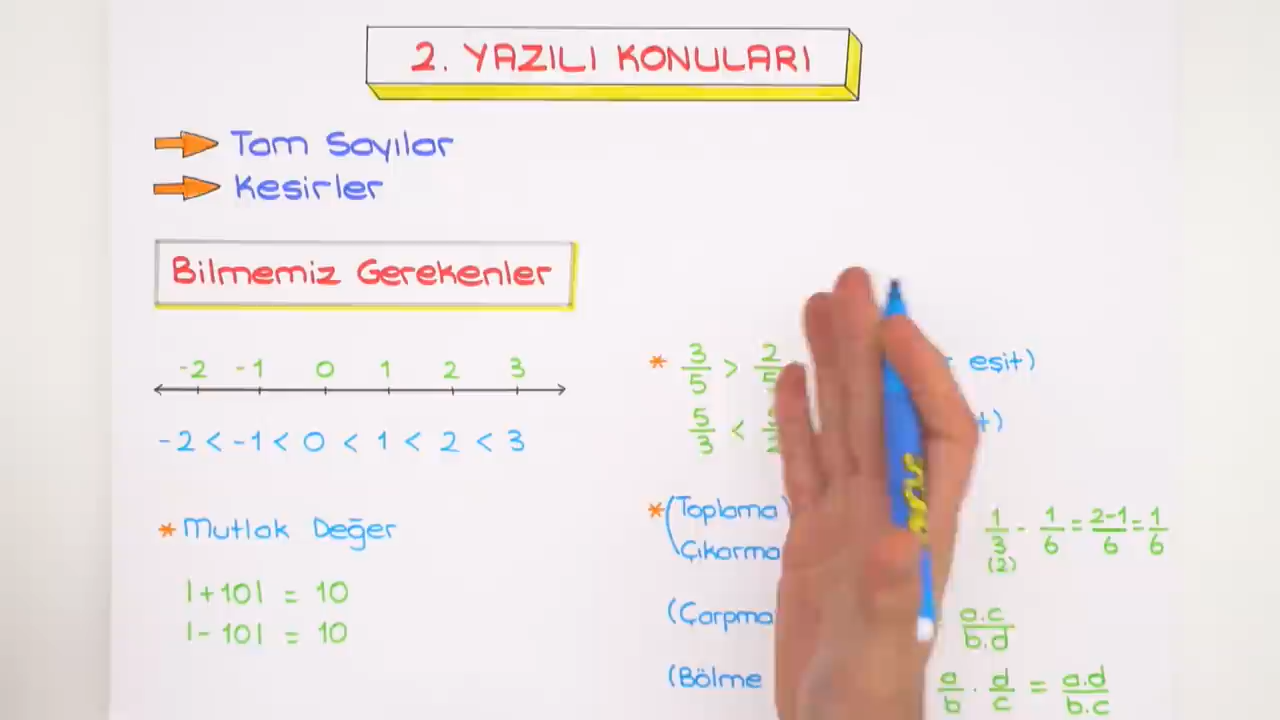 2. YAZILI KONULARI
Tam Sayılar
Kesirler
Bilmemiz Gerekenler
-2 -1 0 1 2 3
-2 < -1 < 0 < 1 < 2 < 3
* Mutlak Değer
|+10| = 10
|-10| = 10
* 3/5 > 2/5 eşit)
5/3 <
* (Toplama
Çıkarma
1/3 - 1/6 = 2-1/6 = 1/6
(2)
(Çarpma a.c/b.d
(Bölme a/b . d/c = a.d/b.c